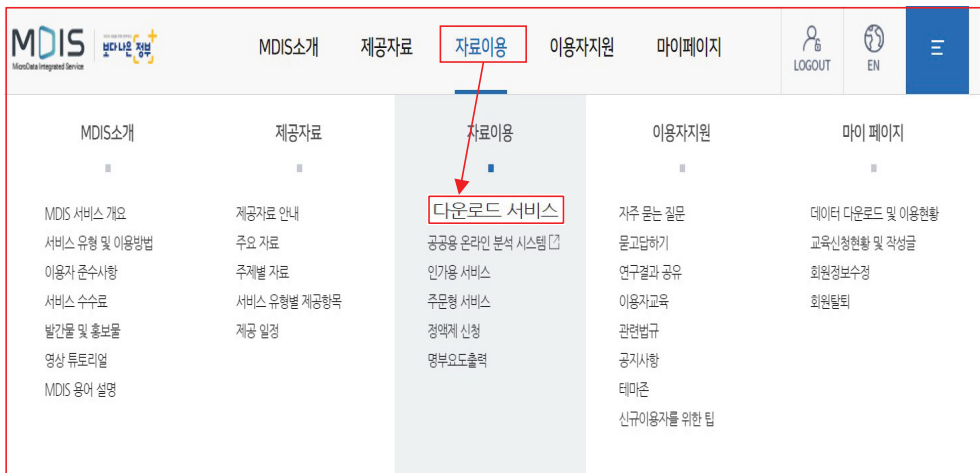 MDIS
MicroData Integrated Service
보다 나은 정부
MDIS소개
제공자료
자료이용
이용자지원
마이페이지
LOGOUT
EN
MDIS소개
MDIS 서비스 개요
서비스 유형 및 이용방법
이용자 준수사항
서비스 수수료
발간물 및 홍보물
영상 튜토리얼
MDIS 용어 설명
제공자료
제공자료 안내
주요 자료
주제별 자료
서비스 유형별 제공항목
제공 일정
자료이용
다운로드 서비스
공공용 온라인 분석 시스템
인가용 서비스
주문형 서비스
정액제 신청
명부요도출력
이용자지원
자주 묻는 질문
묻고답하기
연구결과 공유
이용자교육
관련법규
공지사항
테마존
신규이용자를 위한 팁
마이 페이지
데이터 다운로드 및 이용현황
교육신청현황 및 작성글
회원정보수정
회원탈퇴